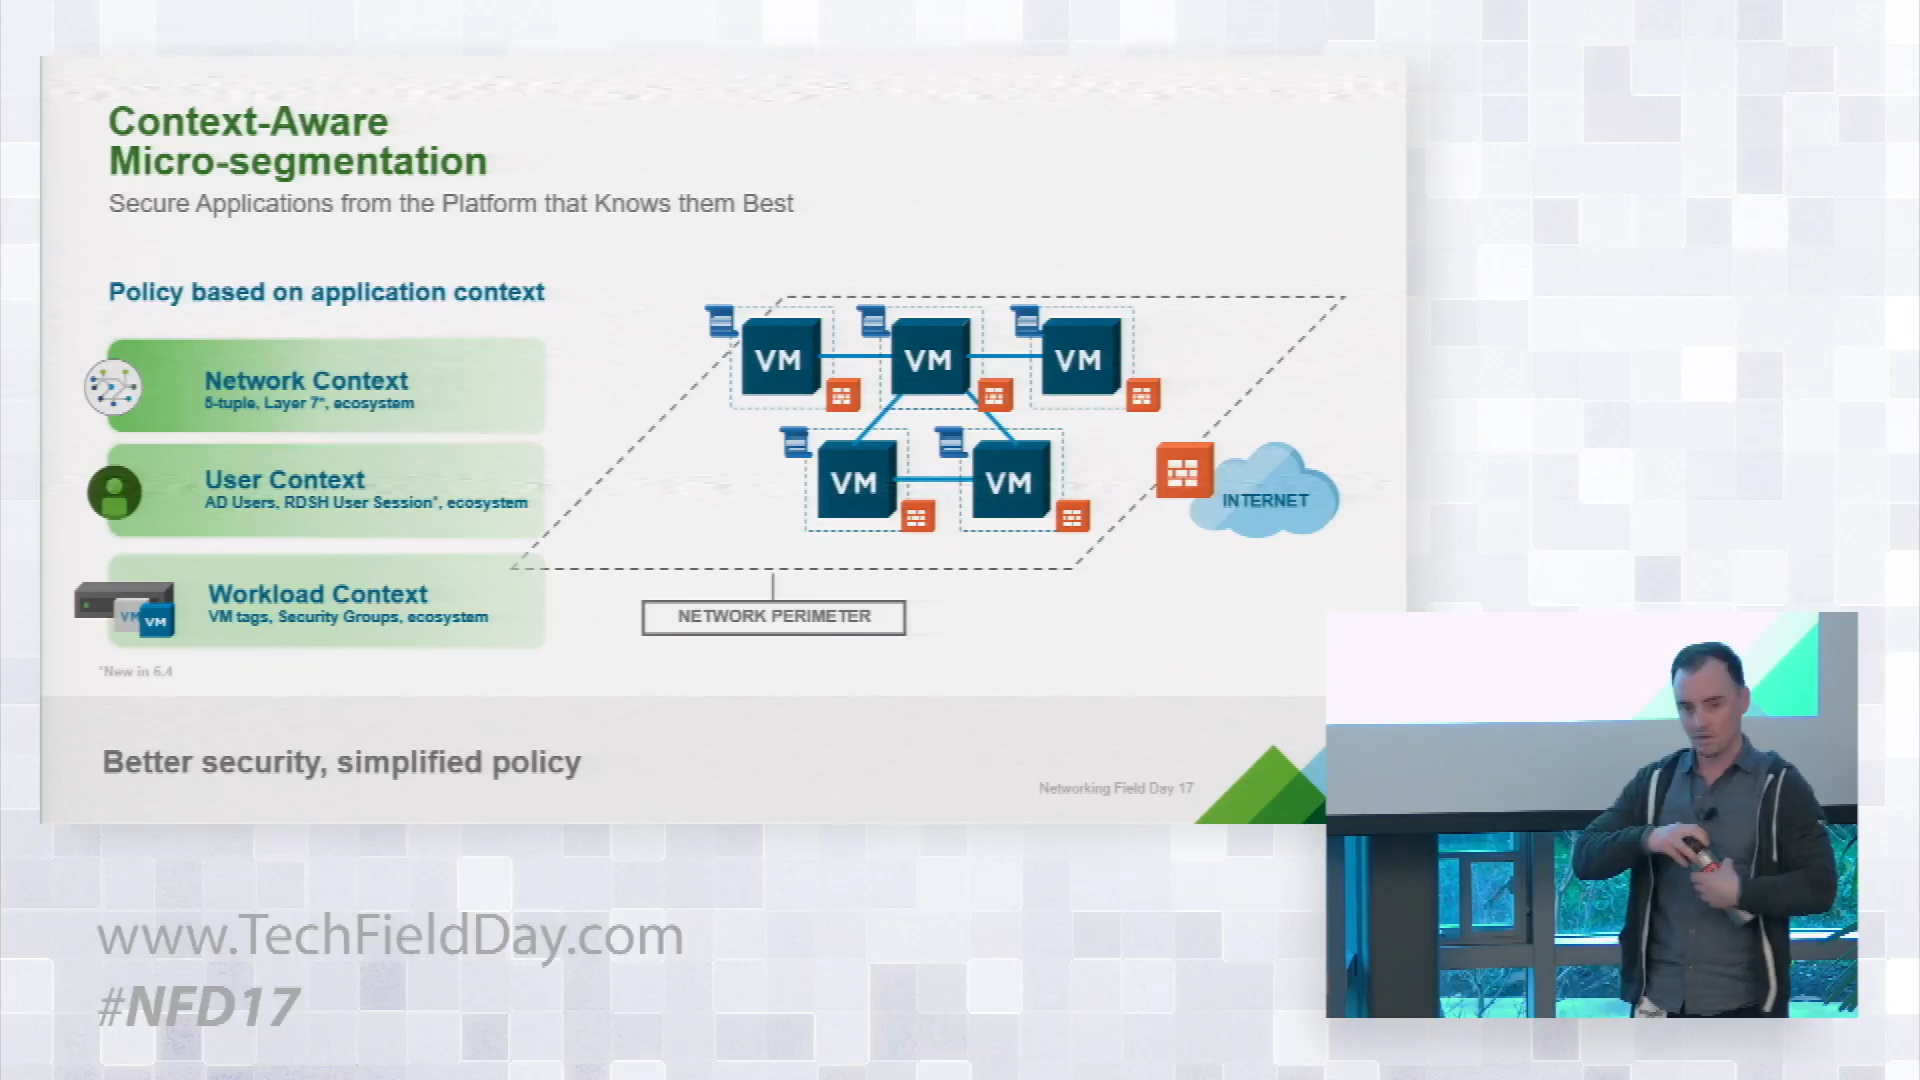 Context-Aware
Micro-segmentation
Secure Applications from the Platform that Knows them Best
Policy based on application context
Network Context
5-tuple, Layer 7*, ecosystem
User Context
AD Users, RDSH User Session*, ecosystem
Workload Context
VM tags, Security Groups, ecosystem
VM
VM
*New in 6.4
VM
VM
VM
VM
VM
INTERNET
NETWORK PERIMETER
Better security, simplified policy
Networking Field Day 17
www.TechFieldDay.com
#NFD17